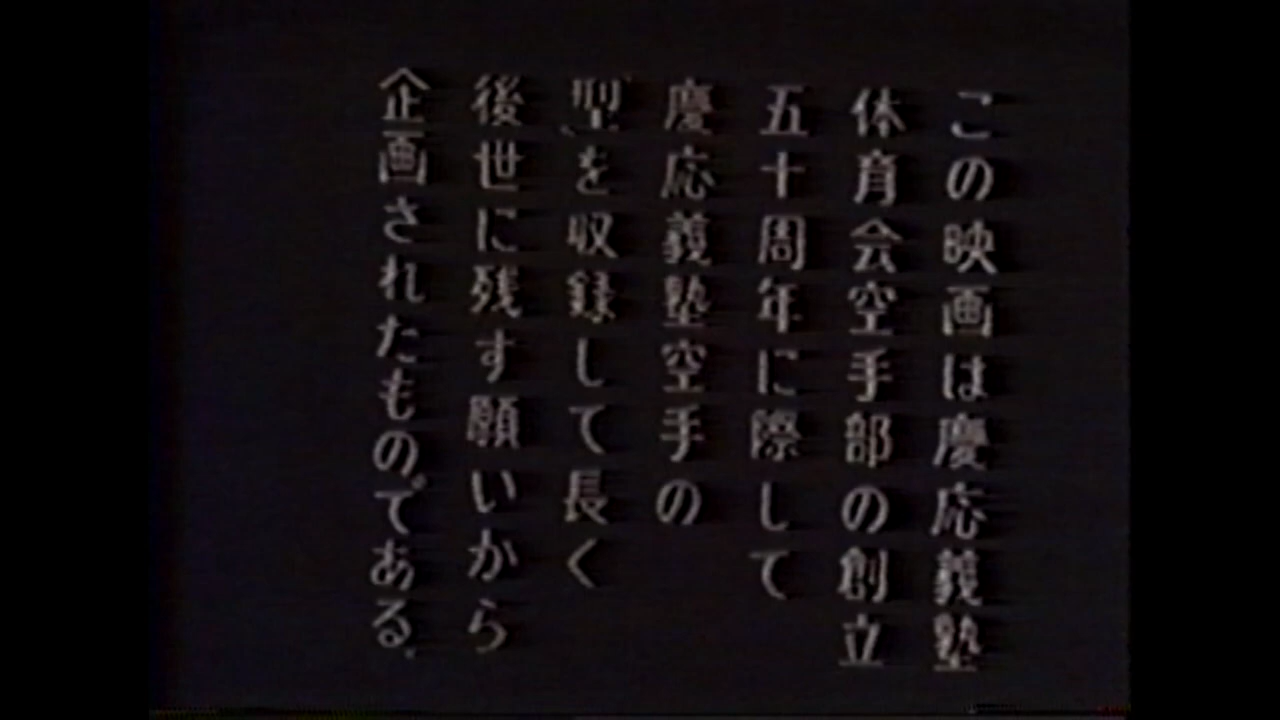 この映画は慶応義塾
体育会空手部の創立
五十周年に際して
慶応義塾空手の
"型"を収録して長く
後世に残す願いから
企画されたものである.